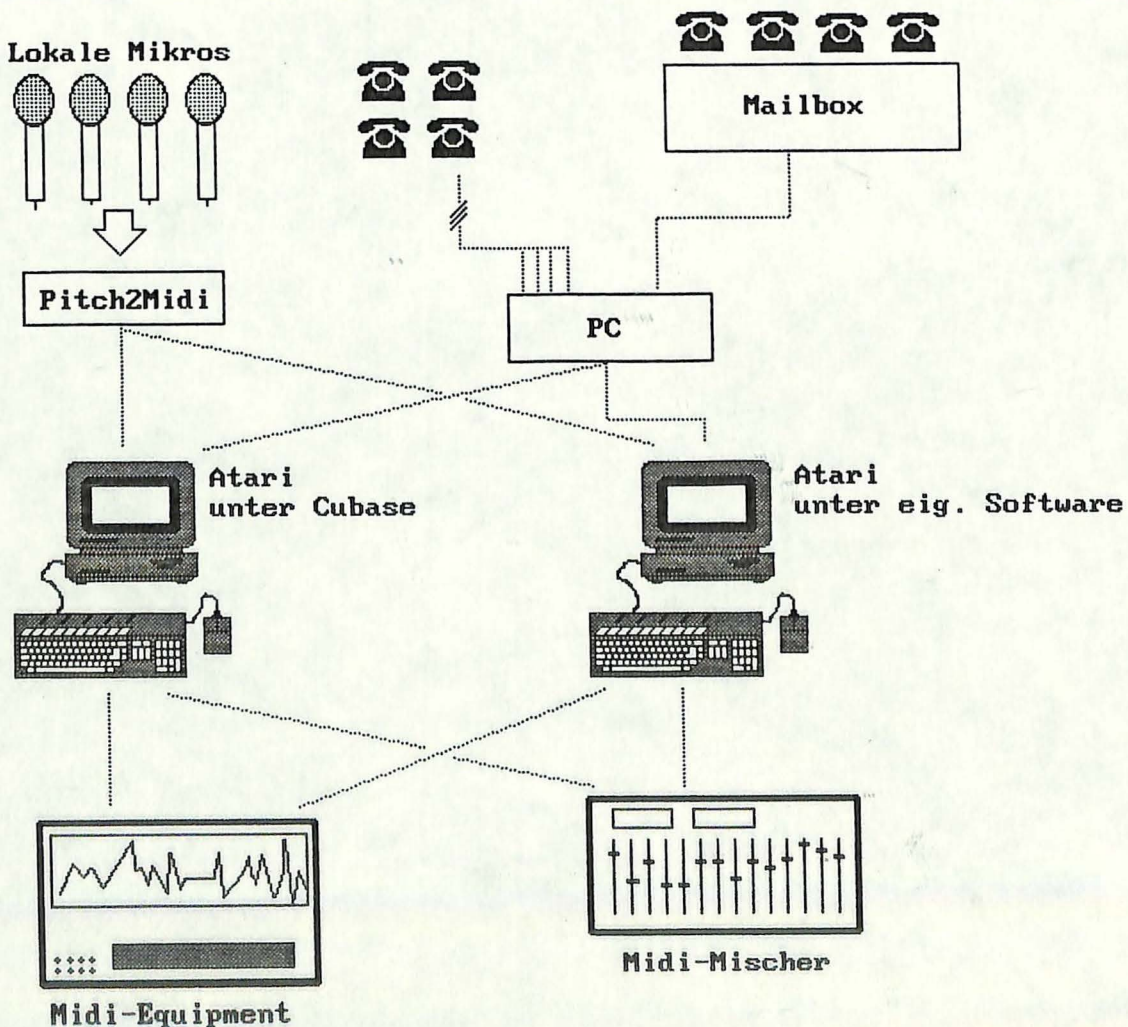 Lokale Mikros
Mailbox
Pitch2Midi
PC
Atari
unter Cubase
Atari
unter eig. Software
Midi-Mischer
Midi-Equipment